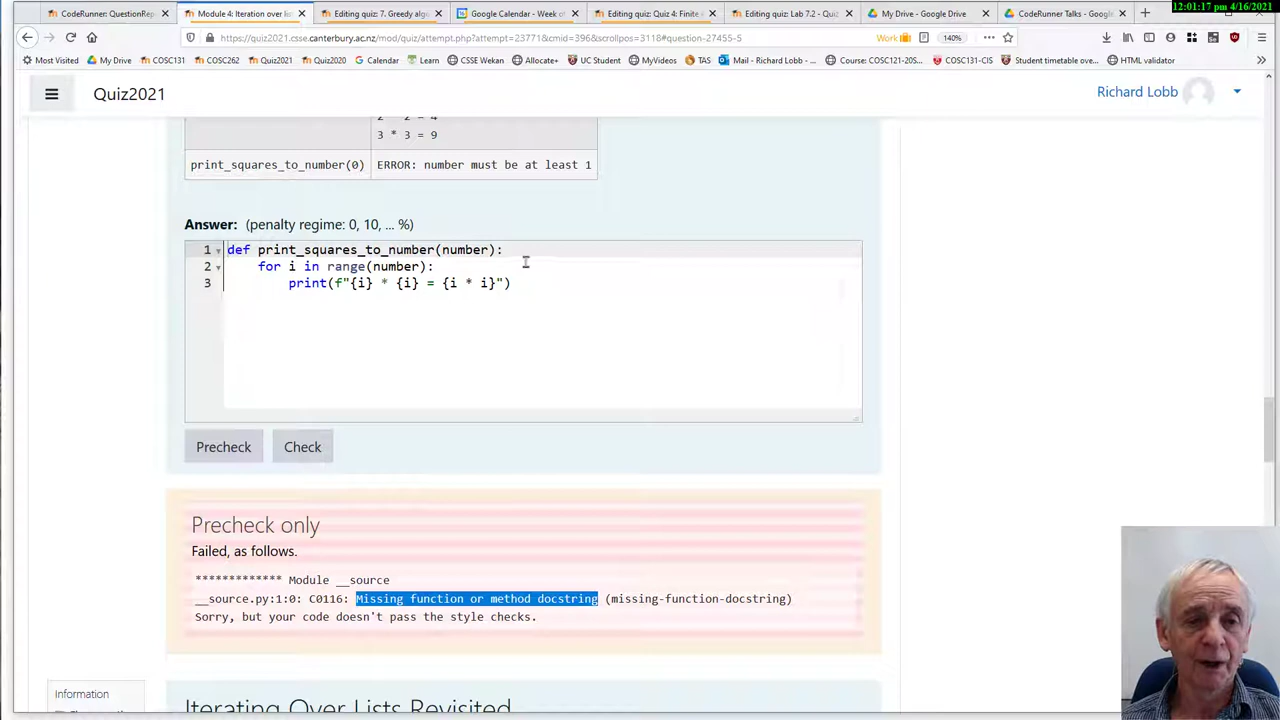 12:01:17 pm 4/16/2021
CodeRunner: QuestionRep
Module 4: Iteration over lis
Editing quiz: 7. Greedy algo
Google Calendar - Week of
Editing quiz: Quiz 4: Finite
Editing quiz: Lab 7.2 - Quiz
My Drive - Google Drive
CodeRunner Talks - Google
https://quiz2021.csse.canterbury.ac.nz/mod/quiz/attempt.php?attempt=23771&cmid=396&scrollpos=3118#question-27455-5
Work
140%
Most Visited My Drive COSC131 COSC262 Quiz2021 Quiz2020 Calendar Learn CSSE Wekan Allocate+ UC Student MyVideos TAS Mail - Richard Lobb - ... Course: COSC121-20S... COSC131-CIS Student timetable ove... HTML validator
Quiz2021
Richard Lobb
2 * 2 = 4
3 * 3 = 9
print_squares_to_number(0) ERROR: number must be at least 1
Answer: (penalty regime: 0, 10, ... %)
1 def print_squares_to_number(number):
2 for i in range(number):
3 print(f"{i} * {i} = {i * i}")
Precheck Check
Precheck only
Failed, as follows.
************* Module __source
__source.py:1:0: C0116: Missing function or method docstring (missing-function-docstring)
Sorry, but your code doesn't pass the style checks.
Information
Iterating Over Lists Revisited